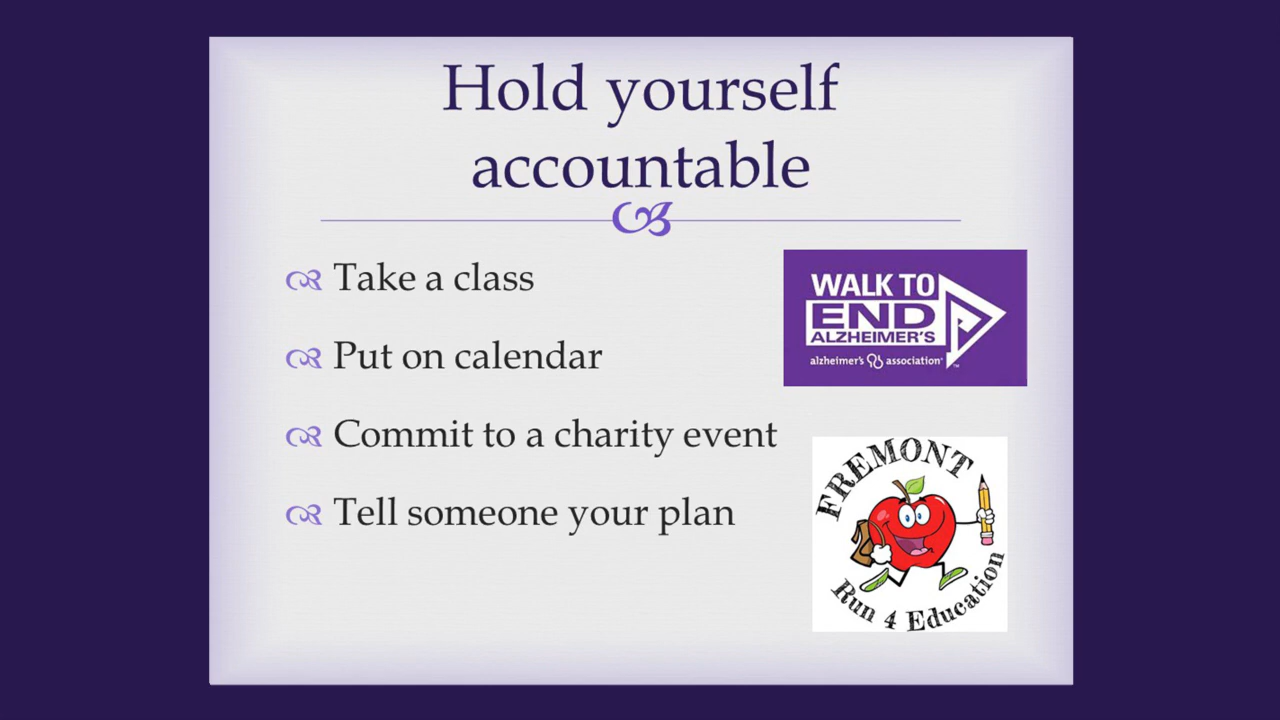 Hold yourself
accountable
Take a class
Put on calendar
Commit to a charity event
Tell someone your plan
WALK TO
END
ALZHEIMER'S
alzheimer's association®
™
FREMONT
Run 4 Education